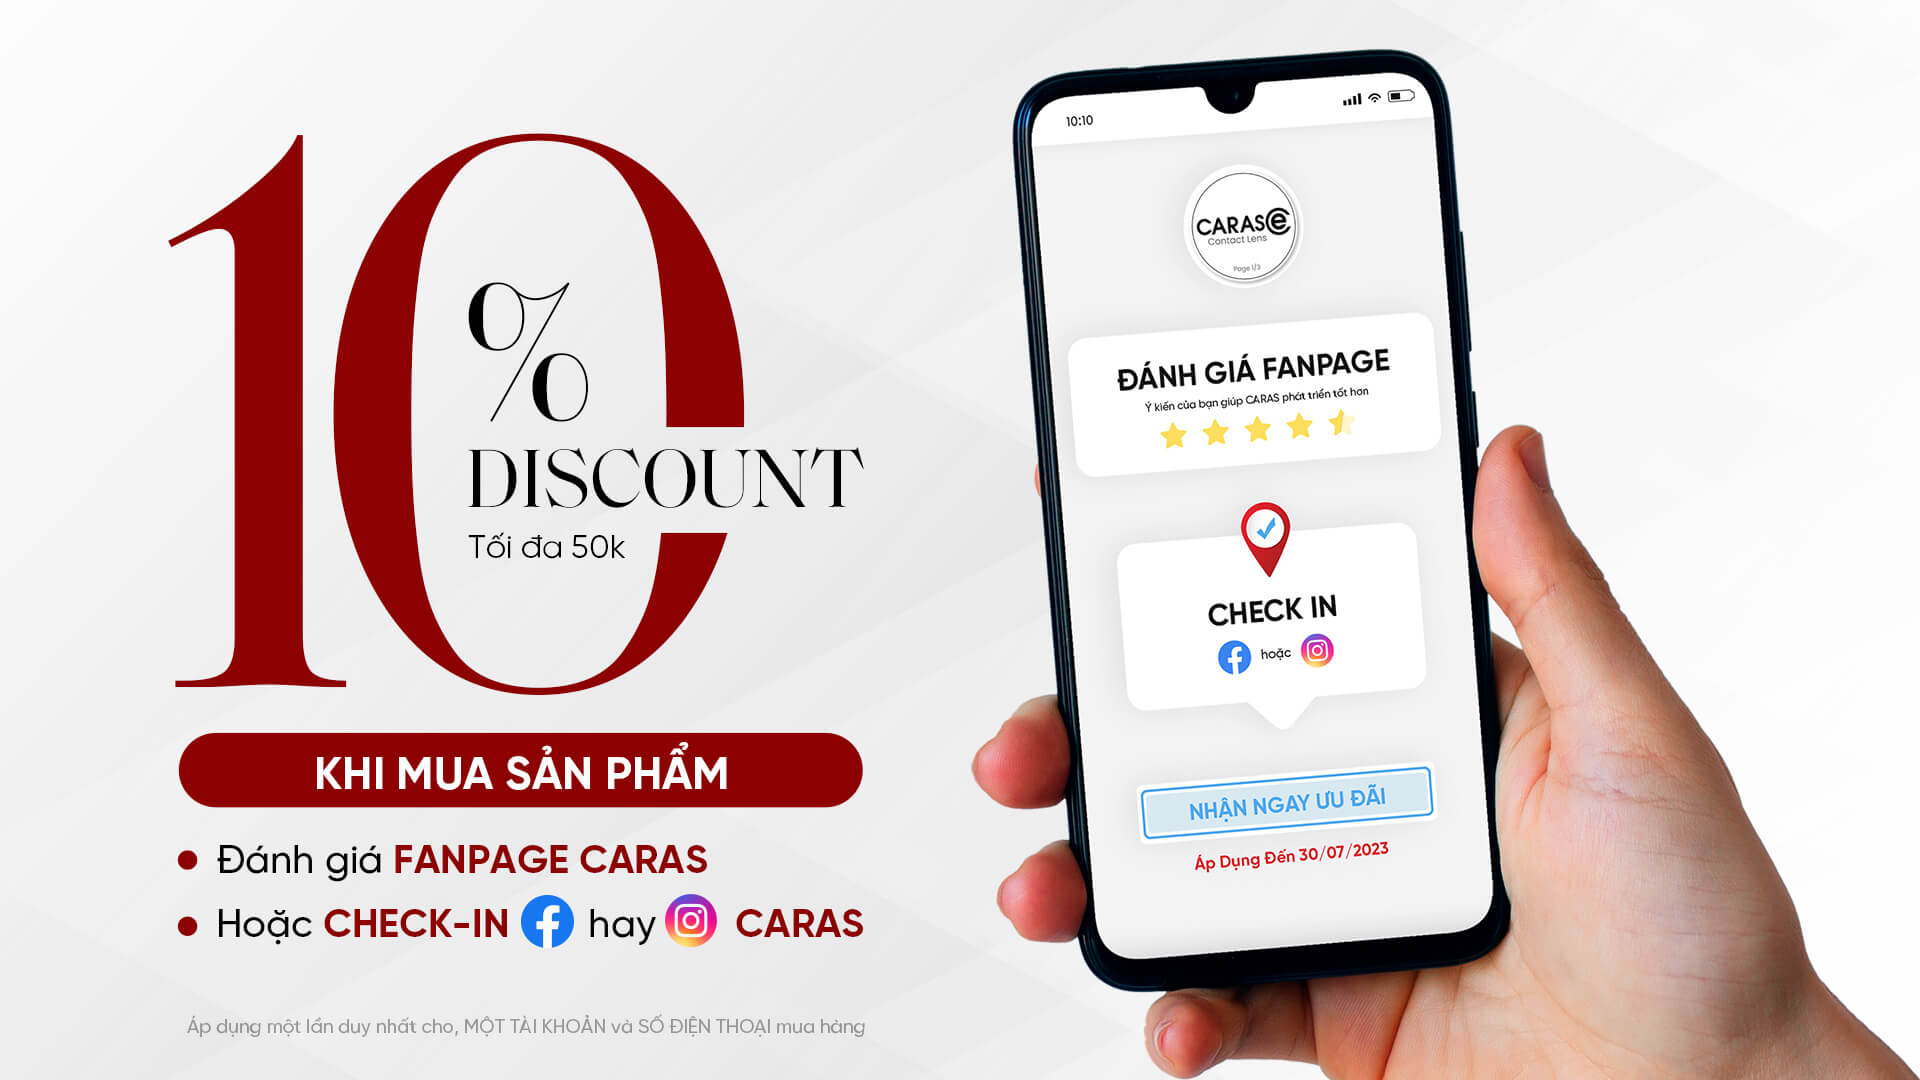 10
%
DISCOUNT
Tối đa 50k
KHI MUA SẢN PHẨM
Đánh giá FANPAGE CARAS
Hoặc CHECK-IN hay CARAS
Áp dụng một lần duy nhất cho, MỘT TÀI KHOẢN và SỐ ĐIỆN THOẠI mua hàng
10:10
CARAS
Contact Lens
Page 1/3
ĐÁNH GIÁ FANPAGE
Ý kiến của bạn giúp CARAS phát triển tốt hơn
CHECK IN
hoặc
NHẬN NGAY ƯU ĐÃI
Áp Dụng Đến 30/07/2023